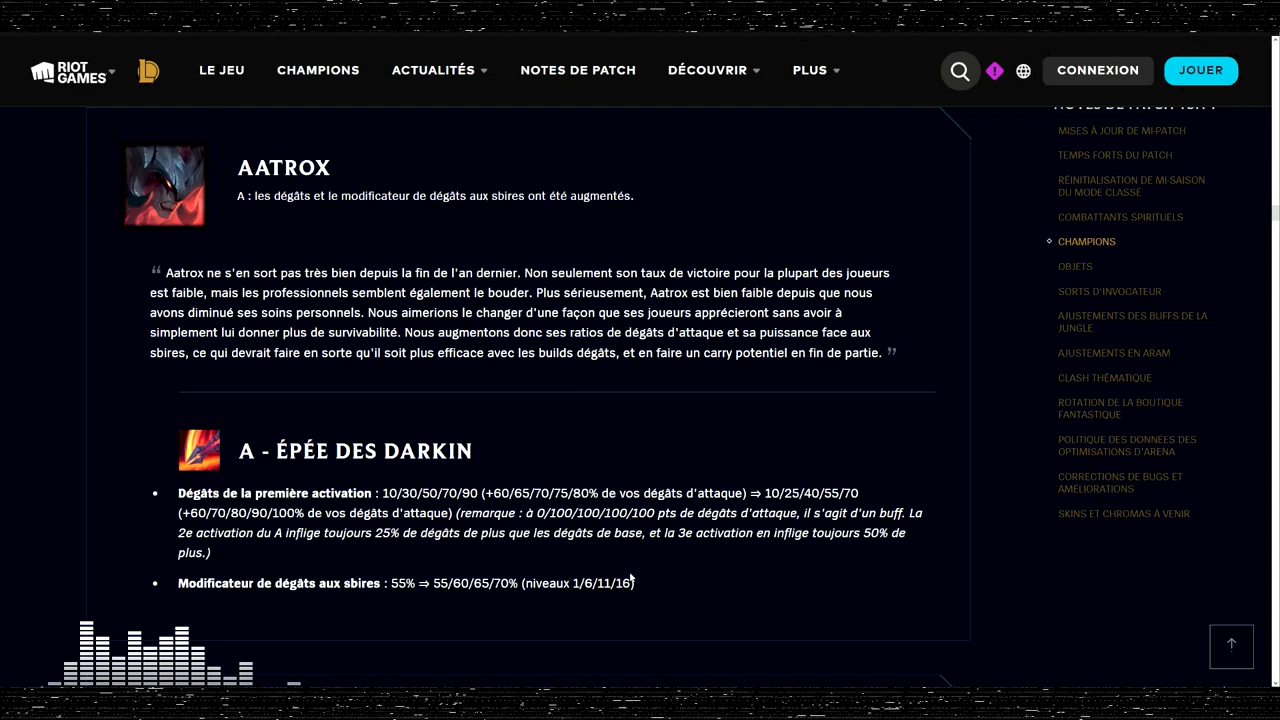 RIOT GAMES
LE JEU
CHAMPIONS
ACTUALITÉS
NOTES DE PATCH
DÉCOUVRIR
PLUS
CONNEXION
JOUER
AATROX
A : les dégâts et le modificateur de dégâts aux sbires ont été augmentés.
“ Aatrox ne s'en sort pas très bien depuis la fin de l'an dernier. Non seulement son taux de victoire pour la plupart des joueurs
est faible, mais les professionnels semblent également le bouder. Plus sérieusement, Aatrox est bien faible depuis que nous
avons diminué ses soins personnels. Nous aimerions le changer d'une façon que ses joueurs apprécieront sans avoir à
simplement lui donner plus de survivabilité. Nous augmentons donc ses ratios de dégâts d'attaque et sa puissance face aux
sbires, ce qui devrait faire en sorte qu'il soit plus efficace avec les builds dégâts, et en faire un carry potentiel en fin de partie. ”
A - ÉPÉE DES DARKIN
• Dégâts de la première activation : 10/30/50/70/90 (+60/65/70/75/80% de vos dégâts d'attaque) ⇒ 10/25/40/55/70
(+60/70/80/90/100% de vos dégâts d'attaque) (remarque : à 0/100/100/100/100 pts de dégâts d'attaque, il s'agit d'un buff. La
2e activation du A inflige toujours 25% de dégâts de plus que les dégâts de base, et la 3e activation en inflige toujours 50% de
plus.)
• Modificateur de dégâts aux sbires : 55% ⇒ 55/60/65/70% (niveaux 1/6/11/16)
MISES À JOUR DE MI-PATCH
TEMPS FORTS DU PATCH
RÉINITIALISATION DE MI-SAISON
DU MODE CLASSÉ
COMBATTANTS SPIRITUELS
CHAMPIONS
OBJETS
SORTS D'INVOCATEUR
AJUSTEMENTS DES BUFFS DE LA
JUNGLE
AJUSTEMENTS EN ARAM
CLASH THÉMATIQUE
ROTATION DE LA BOUTIQUE
FANTASTIQUE
POLITIQUE DES DONNÉES DES
OPTIMISATIONS D'ARENA
CORRECTIONS DE BUGS ET
AMÉLIORATIONS
SKINS ET CHROMAS À VENIR